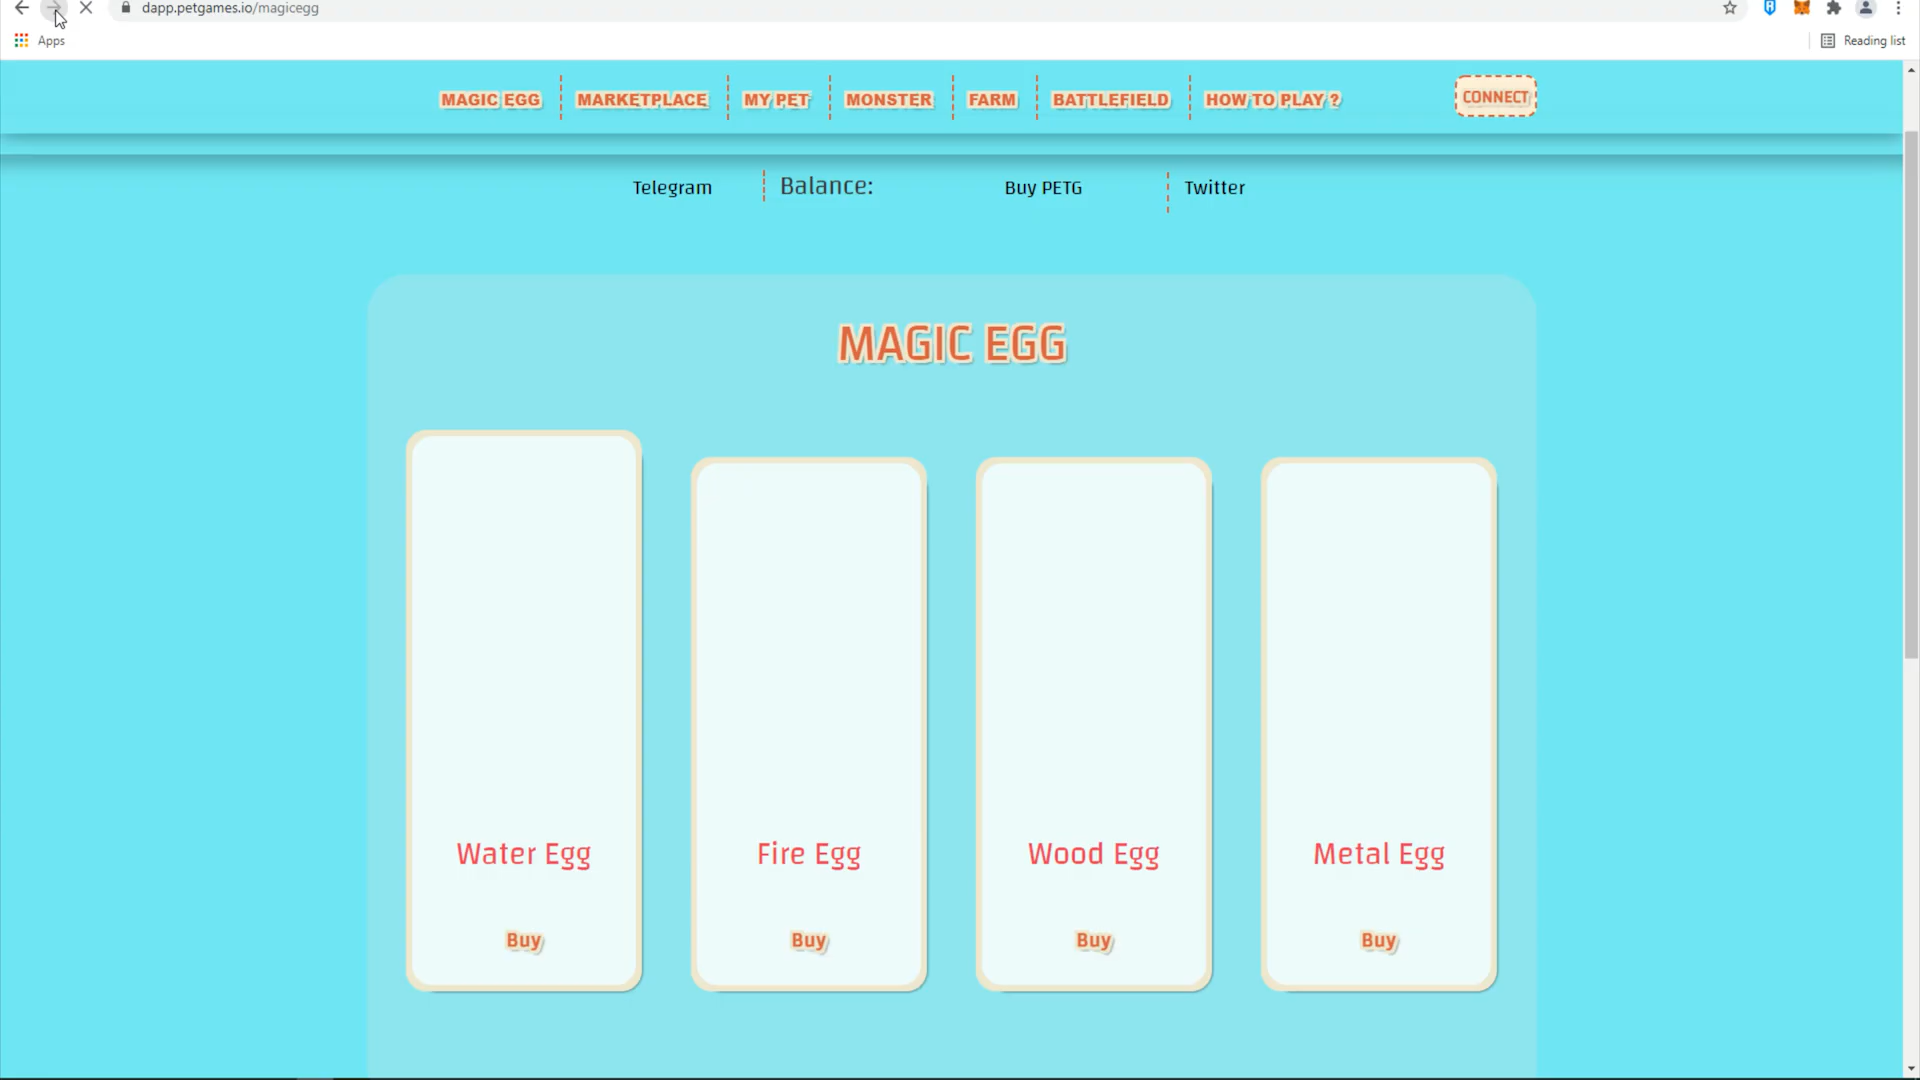 dapp.petgames.io/magicegg
Apps
Reading list
MAGIC EGG
MARKETPLACE
MY PET
MONSTER
FARM
BATTLEFIELD
HOW TO PLAY ?
CONNECT
Telegram
Balance:
Buy PETG
Twitter
MAGIC EGG
Water Egg
Fire Egg
Wood Egg
Metal Egg
Buy
Buy
Buy
Buy